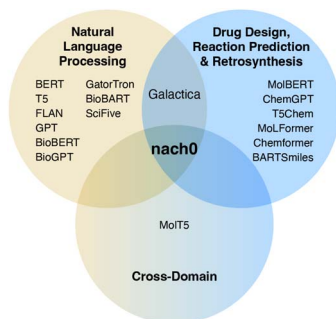 Natural
Language
Processing
BERT
T5
FLAN
GPT
BioBERT
BioGPT
GatorTron
BioBART
SciFive
Galactica
Drug Design,
Reaction Prediction
& Retrosynthesis
MolBERT
ChemGPT
T5Chem
MoLFormer
Chemformer
BARTSmiles
nach0
MolT5
Cross-Domain